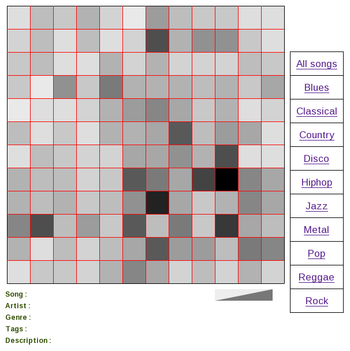 All songs
Blues
Classical
Country
Disco
Hiphop
Jazz
Metal
Pop
Reggae
Rock
Song :
Artist :
Genre :
Tags :
Description :